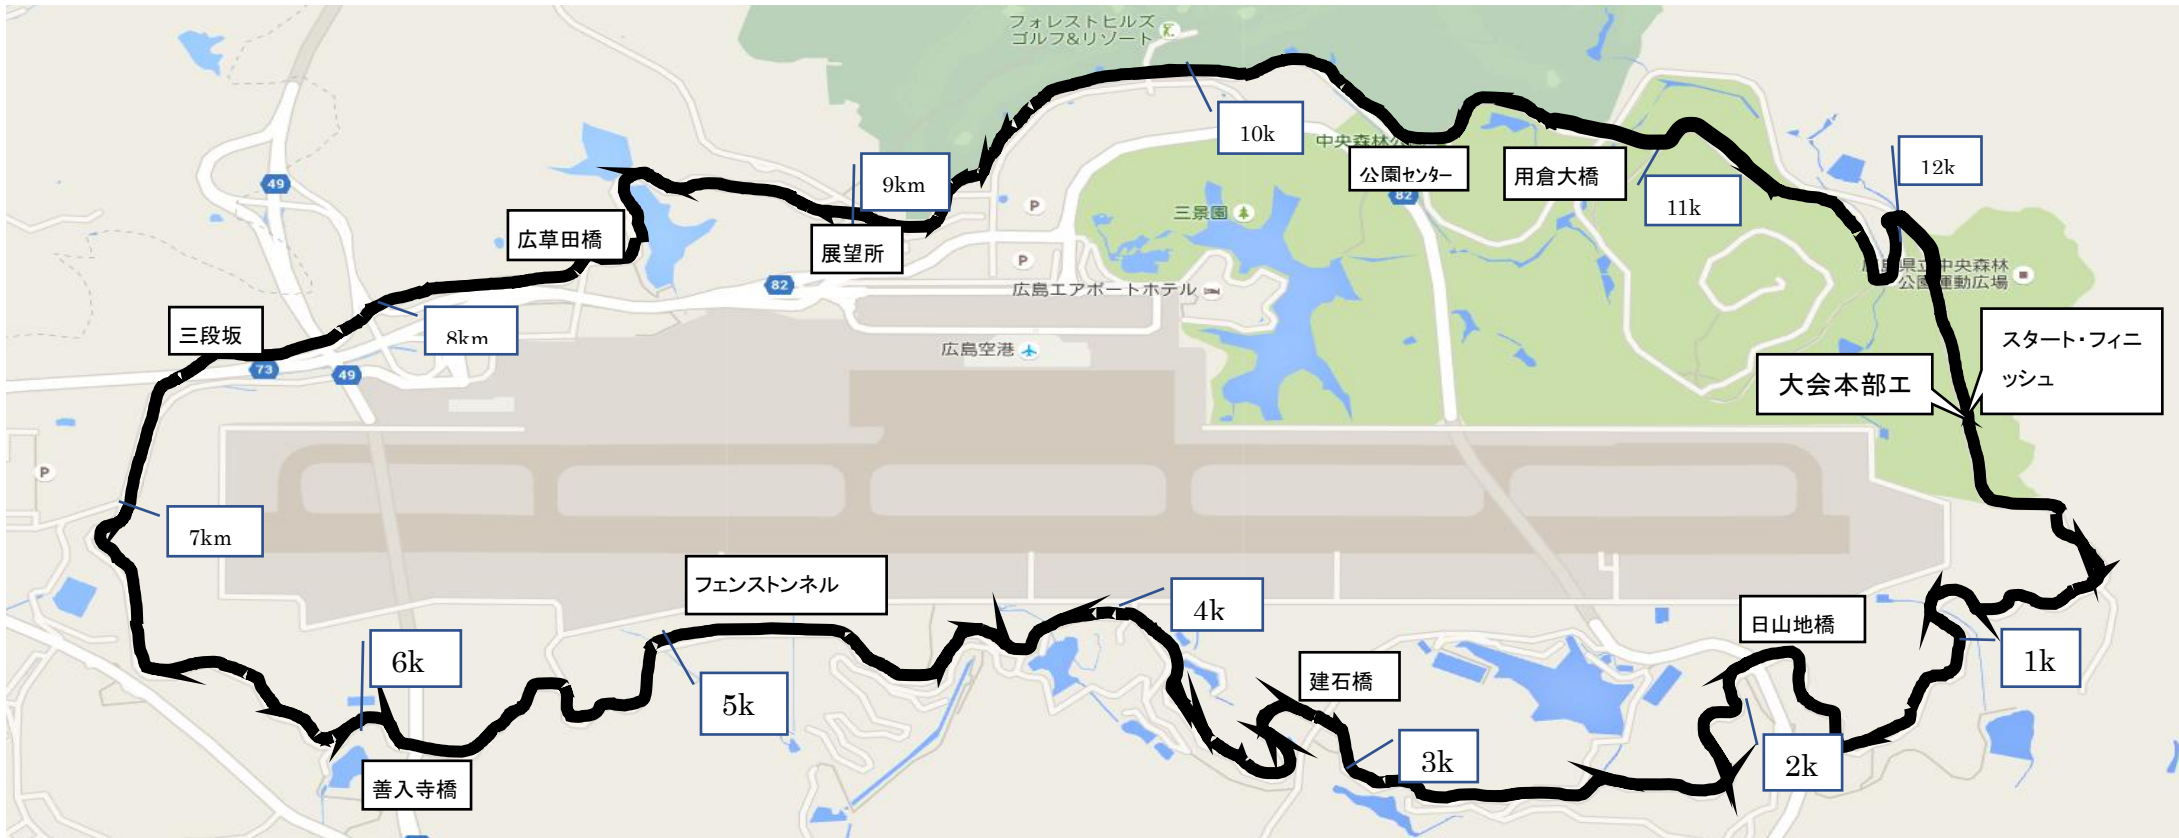 フォレストヒルズ
ゴルフ&リゾート
10k
中央森林公
公園センター
用倉大橋
12k
11k
49
9km
P
三景園
82
広草田橋
展望所
P
82
広島エアポートホテル
県立中央森林
公園運動広場
三段坂
8km
広島空港
スタート・フィニ
ッシュ
大会本部エ
73
49
P
7km
フェンストンネル
4k
日山地橋
1k
6k
建石橋
5k
3k
2k
善入寺橋